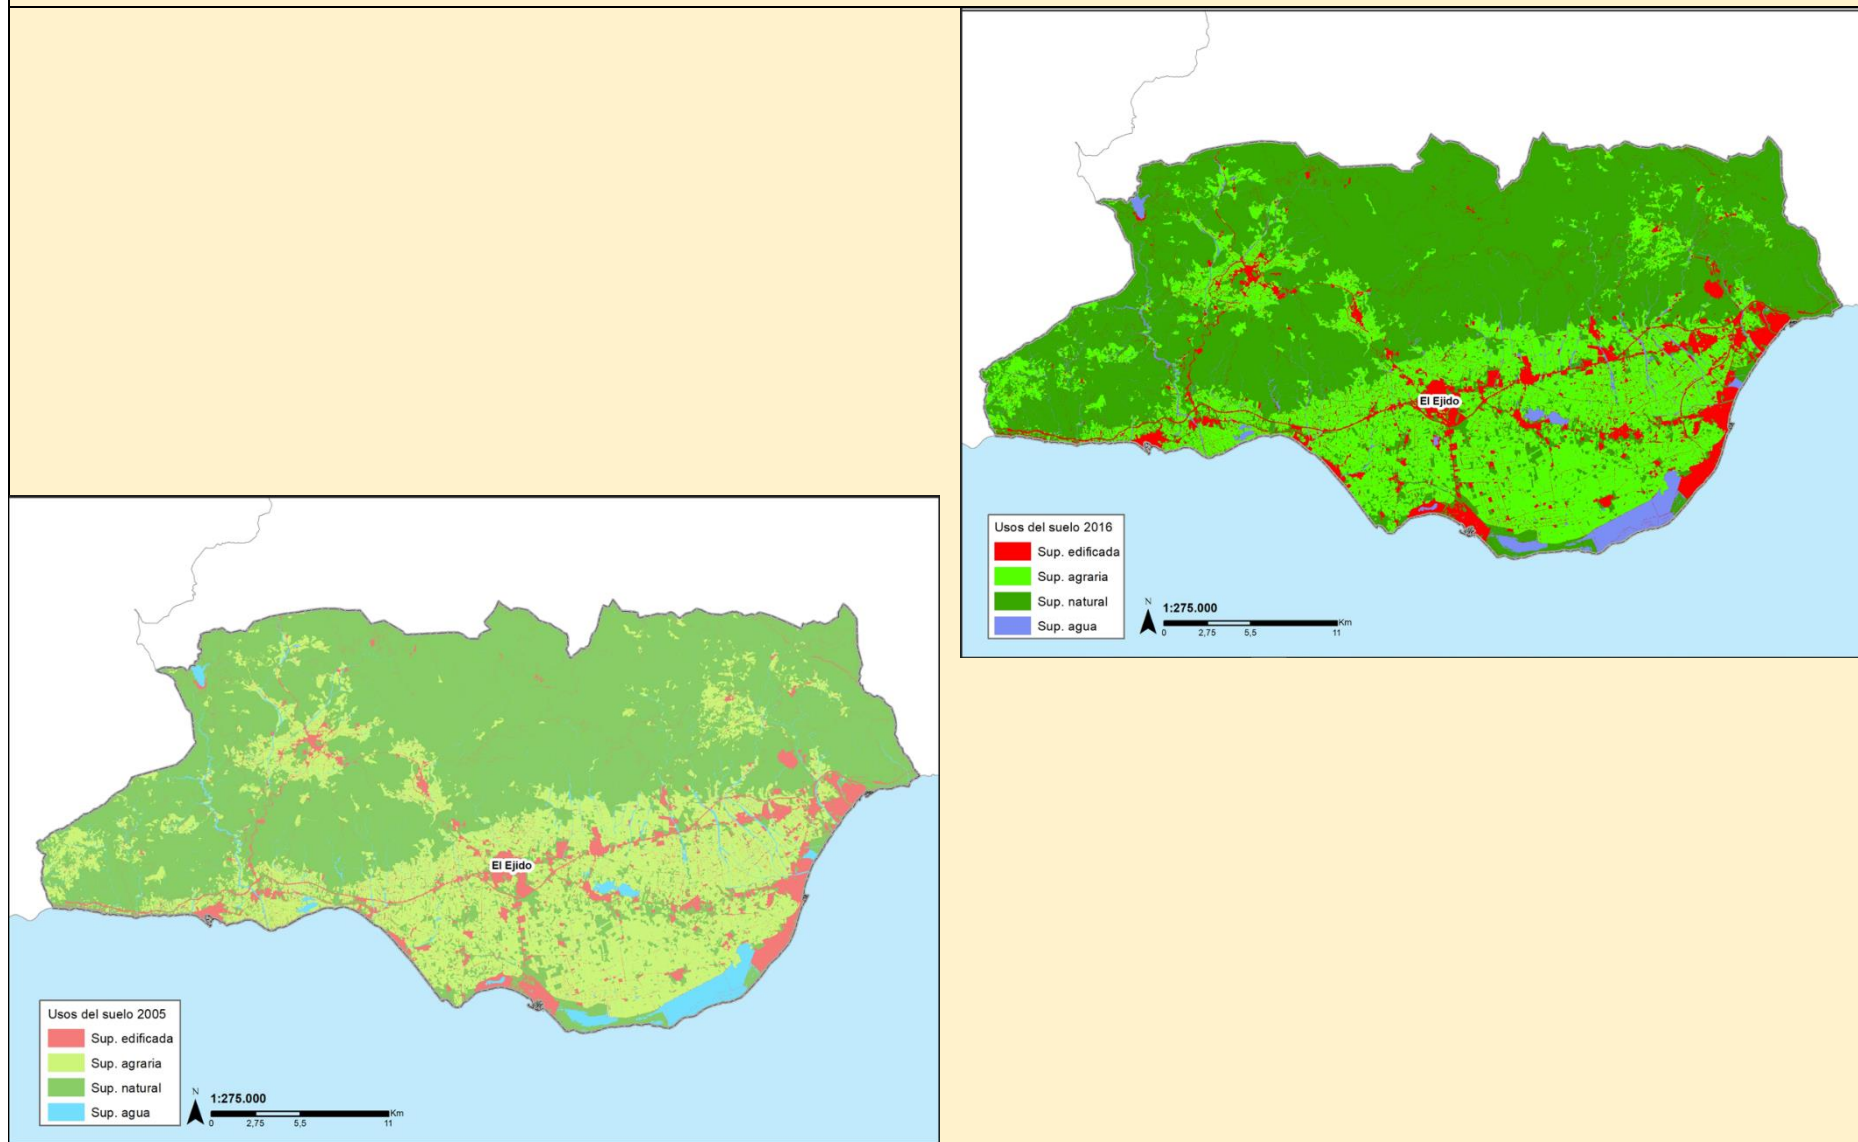 El Ejido
Usos del suelo 2016
Sup. edificada
Sup. agraria
Sup. natural
Sup. agua
N
1:275.000
Km
0 2,75 5,5 11
El Ejido
Usos del suelo 2005
Sup. edificada
Sup. agraria
Sup. natural
Sup. agua
N
1:275.000
Km
0 2,75 5,5 11